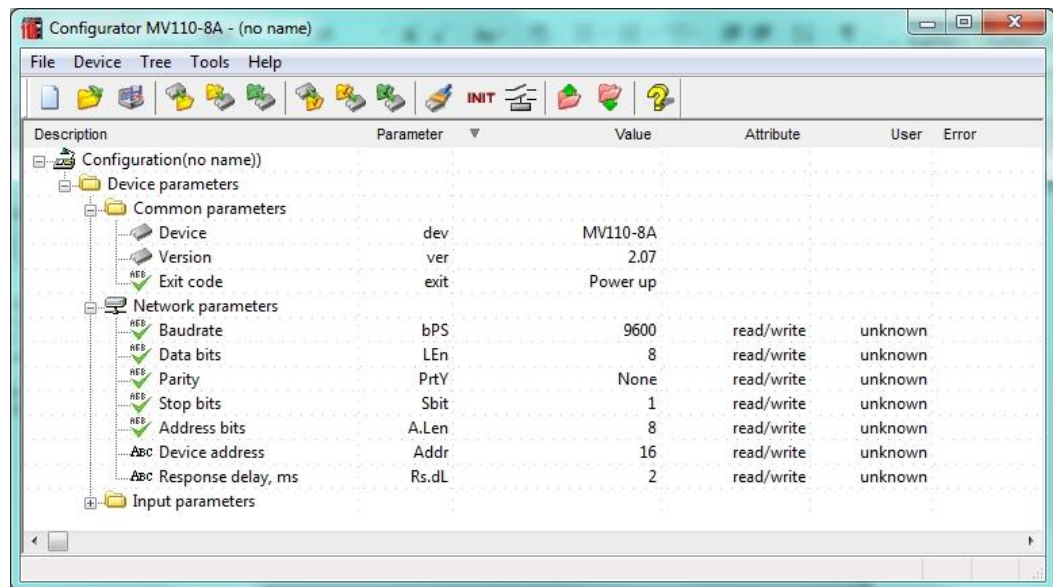 Configurator MV110-8A - (no name)
File Device Tree Tools Help
INIT
Description Parameter Value Attribute User Error
Configuration(no name))
Device parameters
Common parameters
Device dev MV110-8A
Version ver 2.07
Exit code exit Power up
Network parameters
Baudrate bPS 9600 read/write unknown
Data bits LEn 8 read/write unknown
Parity PrtY None read/write unknown
Stop bits Sbit 1 read/write unknown
Address bits A.Len 8 read/write unknown
ABC Device address Addr 16 read/write unknown
ABC Response delay, ms Rs.dL 2 read/write unknown
Input parameters